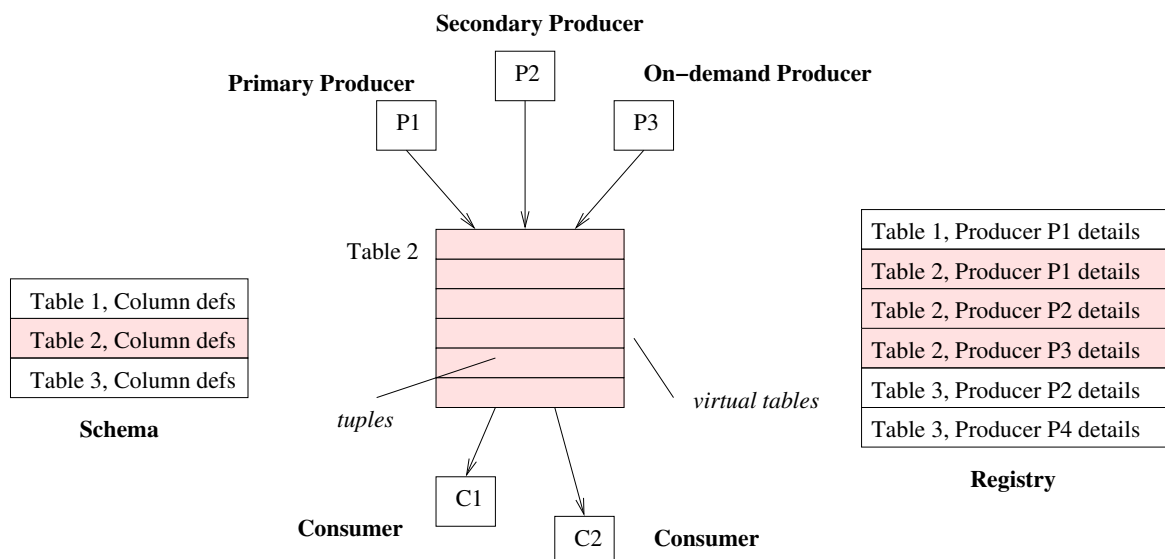 Secondary Producer
P2
On−demand Producer
Primary Producer
P1
P3
Table 2
Table 1, Column defs
Table 2, Column defs
Table 3, Column defs
Schema
tuples
virtual tables
Table 1, Producer P1 details
Table 2, Producer P1 details
Table 2, Producer P2 details
Table 2, Producer P3 details
Table 3, Producer P2 details
Table 3, Producer P4 details
Registry
C1
Consumer
C2
Consumer